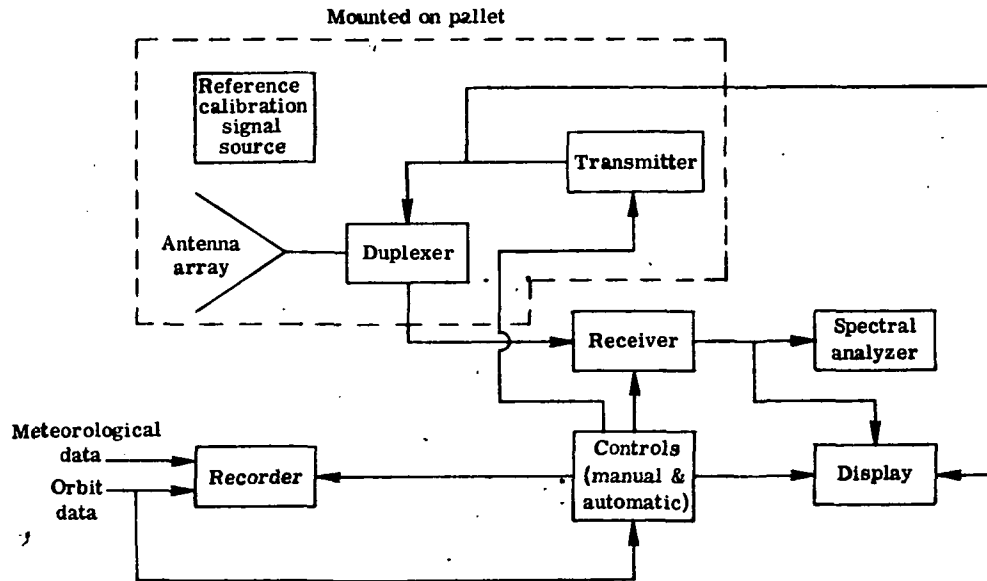 Mounted on pallet
Reference
calibration
signal
source
Transmitter
Antenna
array
Duplexer
Receiver
Spectral
analyzer
Meteorological
data
Orbit
data
Recorder
Controls
(manual &
automatic)
Display